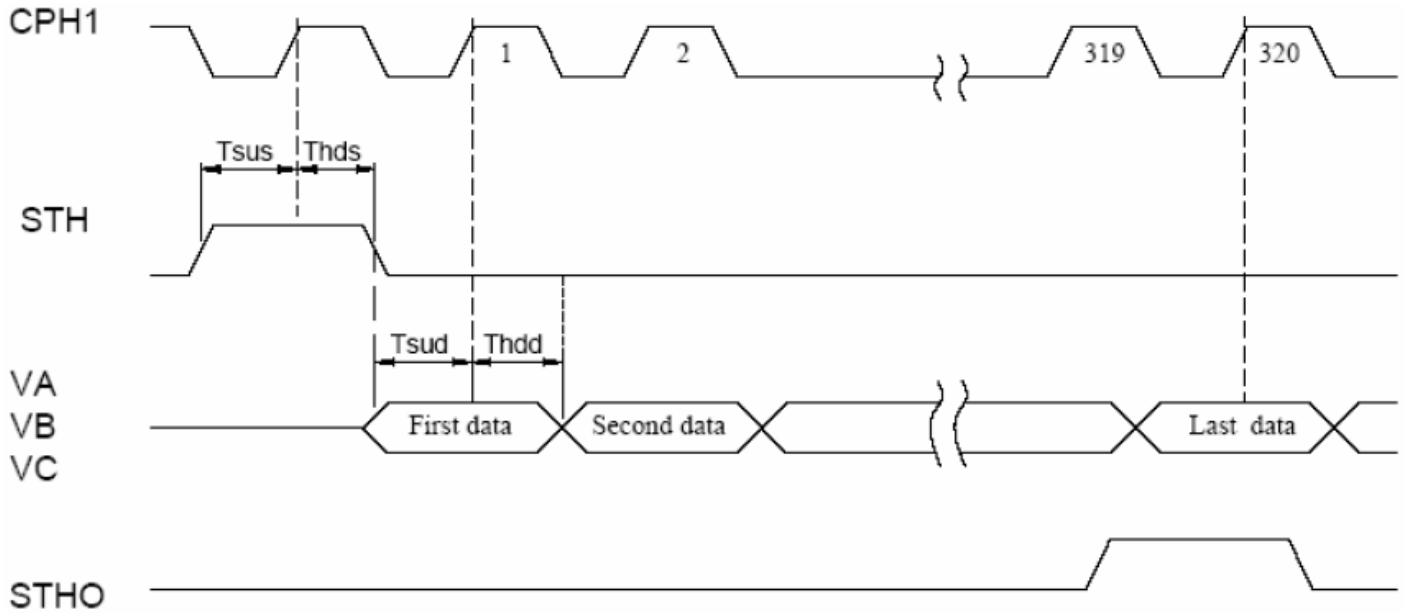 CPH1
1
2
319
320
Tsus Thds
STH
Tsud Thdd
VA
VB
VC
First data
Second data
Last data
STHO